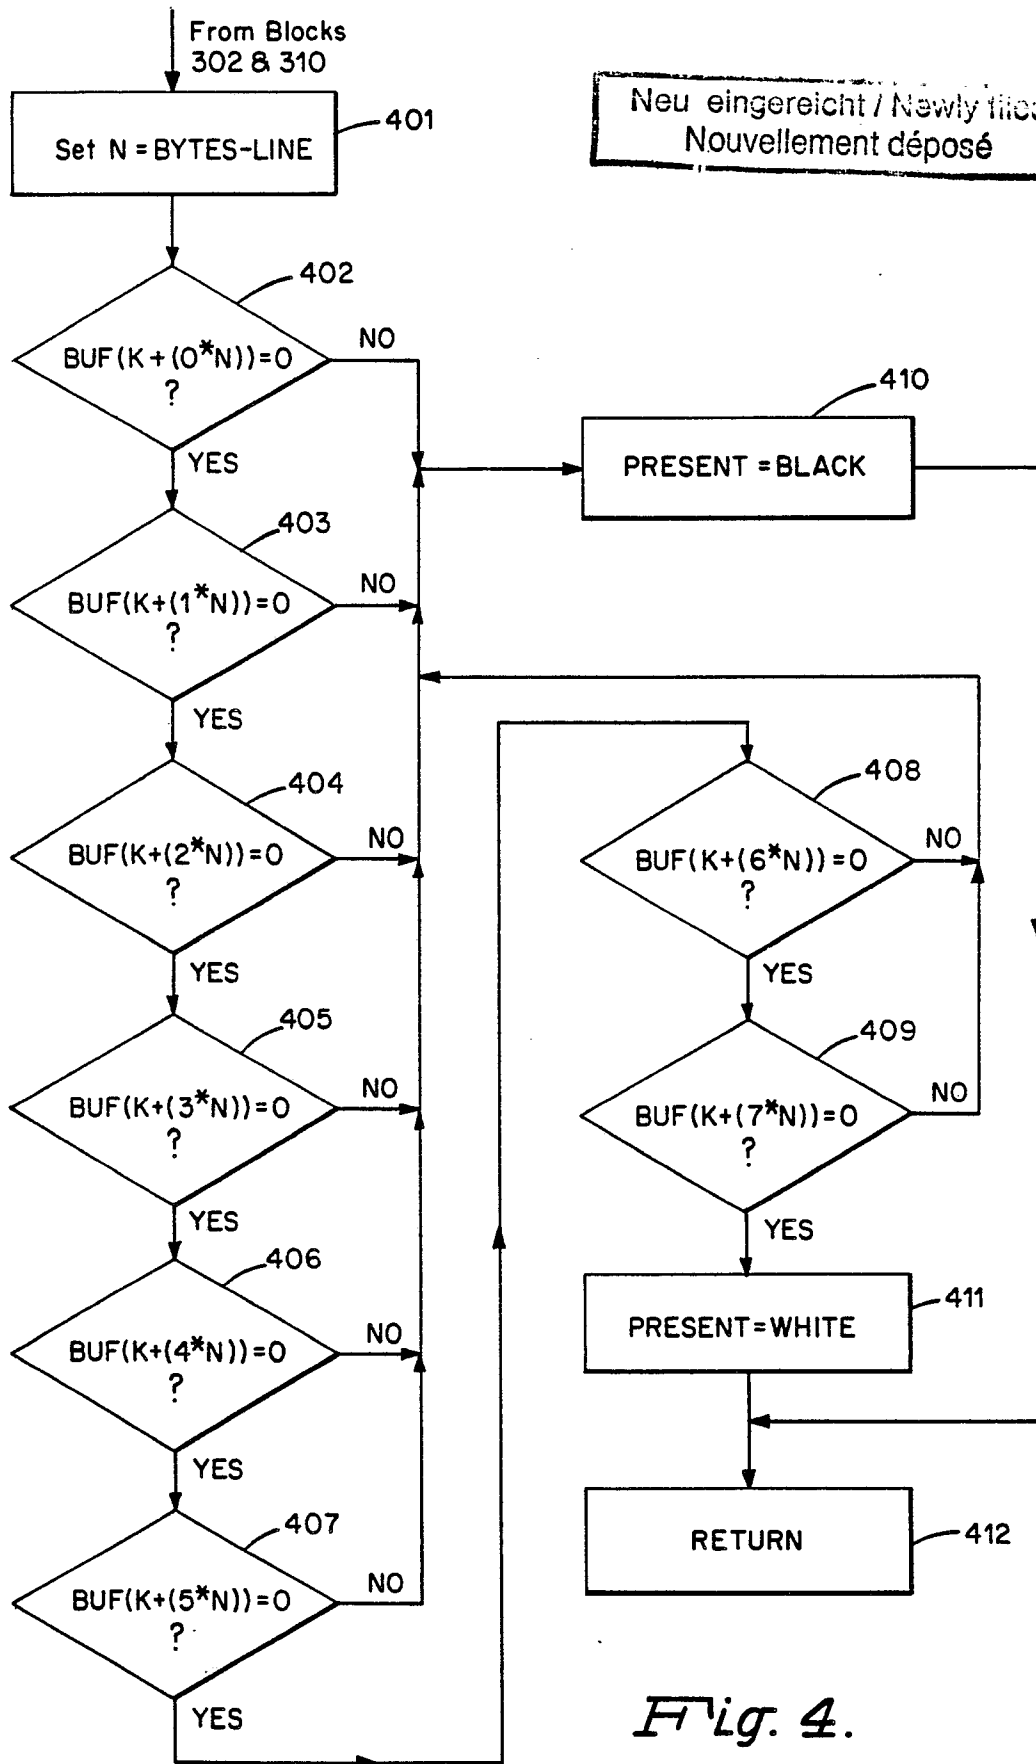 From Blocks
302 & 310
Neu eingereicht / Newly filed
Nouvellement déposé
401
Set N = BYTES-LINE
402
BUF(K+(0*N))=0
?
NO
YES
410
PRESENT = BLACK
403
BUF(K+(1*N))=0
?
NO
YES
404
BUF(K+(2*N))=0
?
NO
YES
405
BUF(K+(3*N))=0
?
NO
YES
406
BUF(K+(4*N))=0
?
NO
YES
407
BUF(K+(5*N))=0
?
NO
YES
408
BUF(K+(6*N))=0
?
NO
YES
409
BUF(K+(7*N))=0
?
NO
YES
411
PRESENT=WHITE
RETURN
412
Fig. 4.